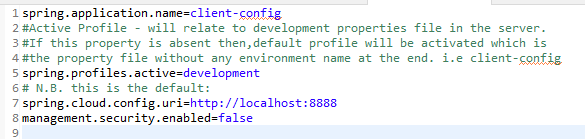 1 spring.application.name=client-config
2 #Active Profile - will relate to development properties file in the server.
3 #If this property is absent then,default profile will be activated which is
4 #the property file without any environment name at the end. i.e client-config
5 spring.profiles.active=development
6 # N.B. this is the default:
7 spring.cloud.config.uri=http://localhost:8888
8 management.security.enabled=false
9